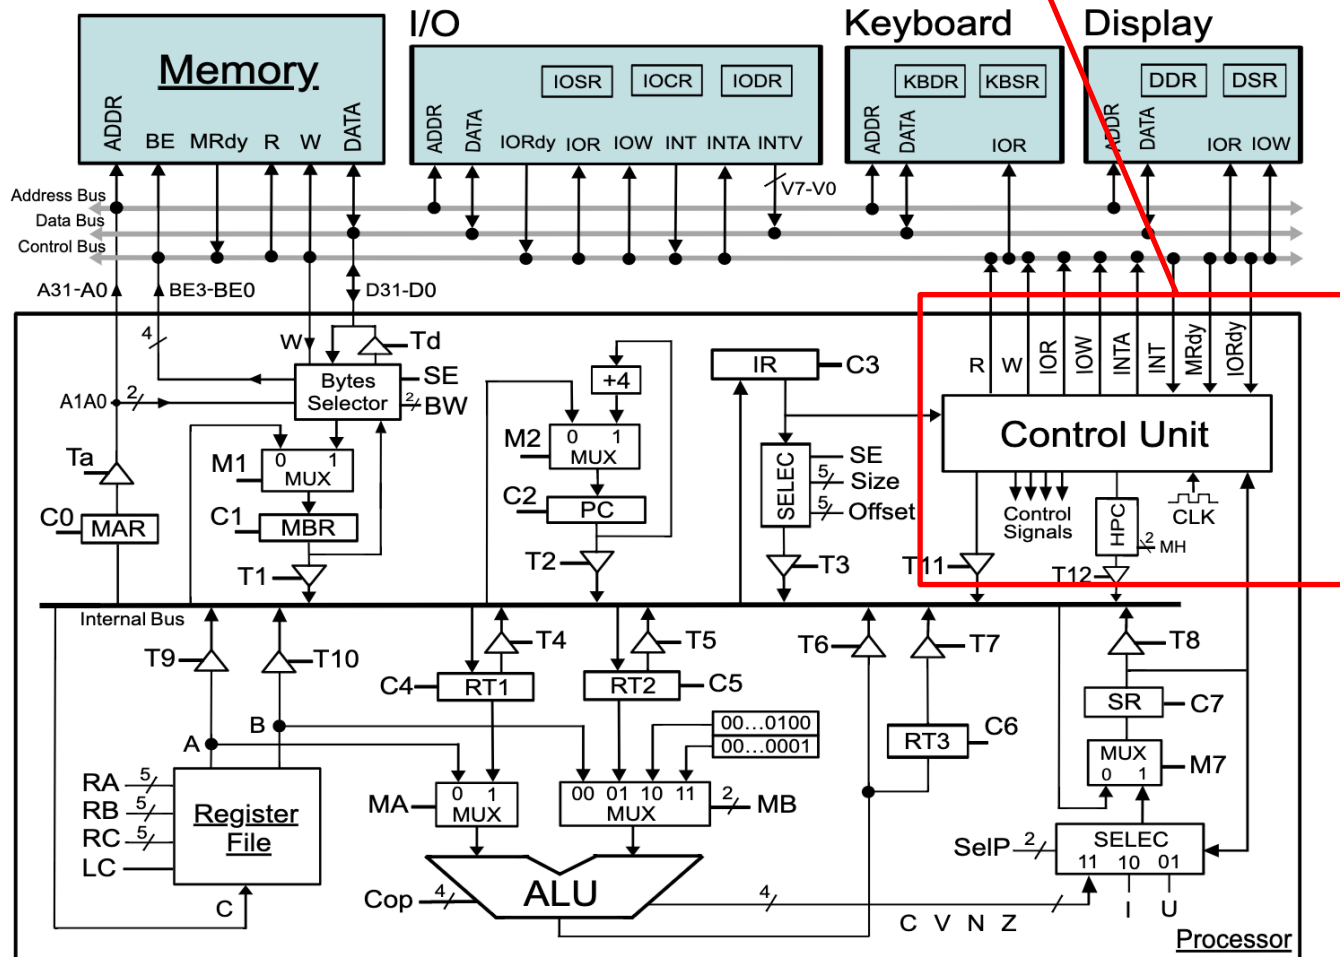 I/O Keyboard Display
Memory
IOSR IOCR IODR KBDR KBSR DDR DSR
ADDR BE MRdy R W DATA
ADDR DATA IORdy IOR IOW INT INTA INTV
ADDR DATA IOR
ADDR DATA IOR IOW
V7-V0
Address Bus
Data Bus
Control Bus
A31-A0 BE3-BE0 D31-D0
4 W Td
R W IOR IOW INTA INT MRdy IORdy
Bytes
Selector
SE
2 BW
A1A0 2
+4
IR C3
Control Unit
Ta
M1 0 1
MUX
M2 0 1
MUX
SELEC SE
5 Size
5 Offset
C0 MAR
C1 MBR
C2 PC
Control
Signals
HPC
2 MH
CLK
T1 T2 T3 T11 T12
Internal Bus
T9 T10 T4 T5 T6 T7 T8
C4 RT1 RT2 C5
SR C7
A B
00...0100
00...0001
RT3 C6
MUX
0 1
M7
RA 5
RB 5
RC 5
LC
Register
File
C
MA 0 1
MUX
00 01 10 11
MUX
2 MB
SelP 2
SELEC
11 10 01
I U
Cop 4
ALU
4
C V N Z
Processor